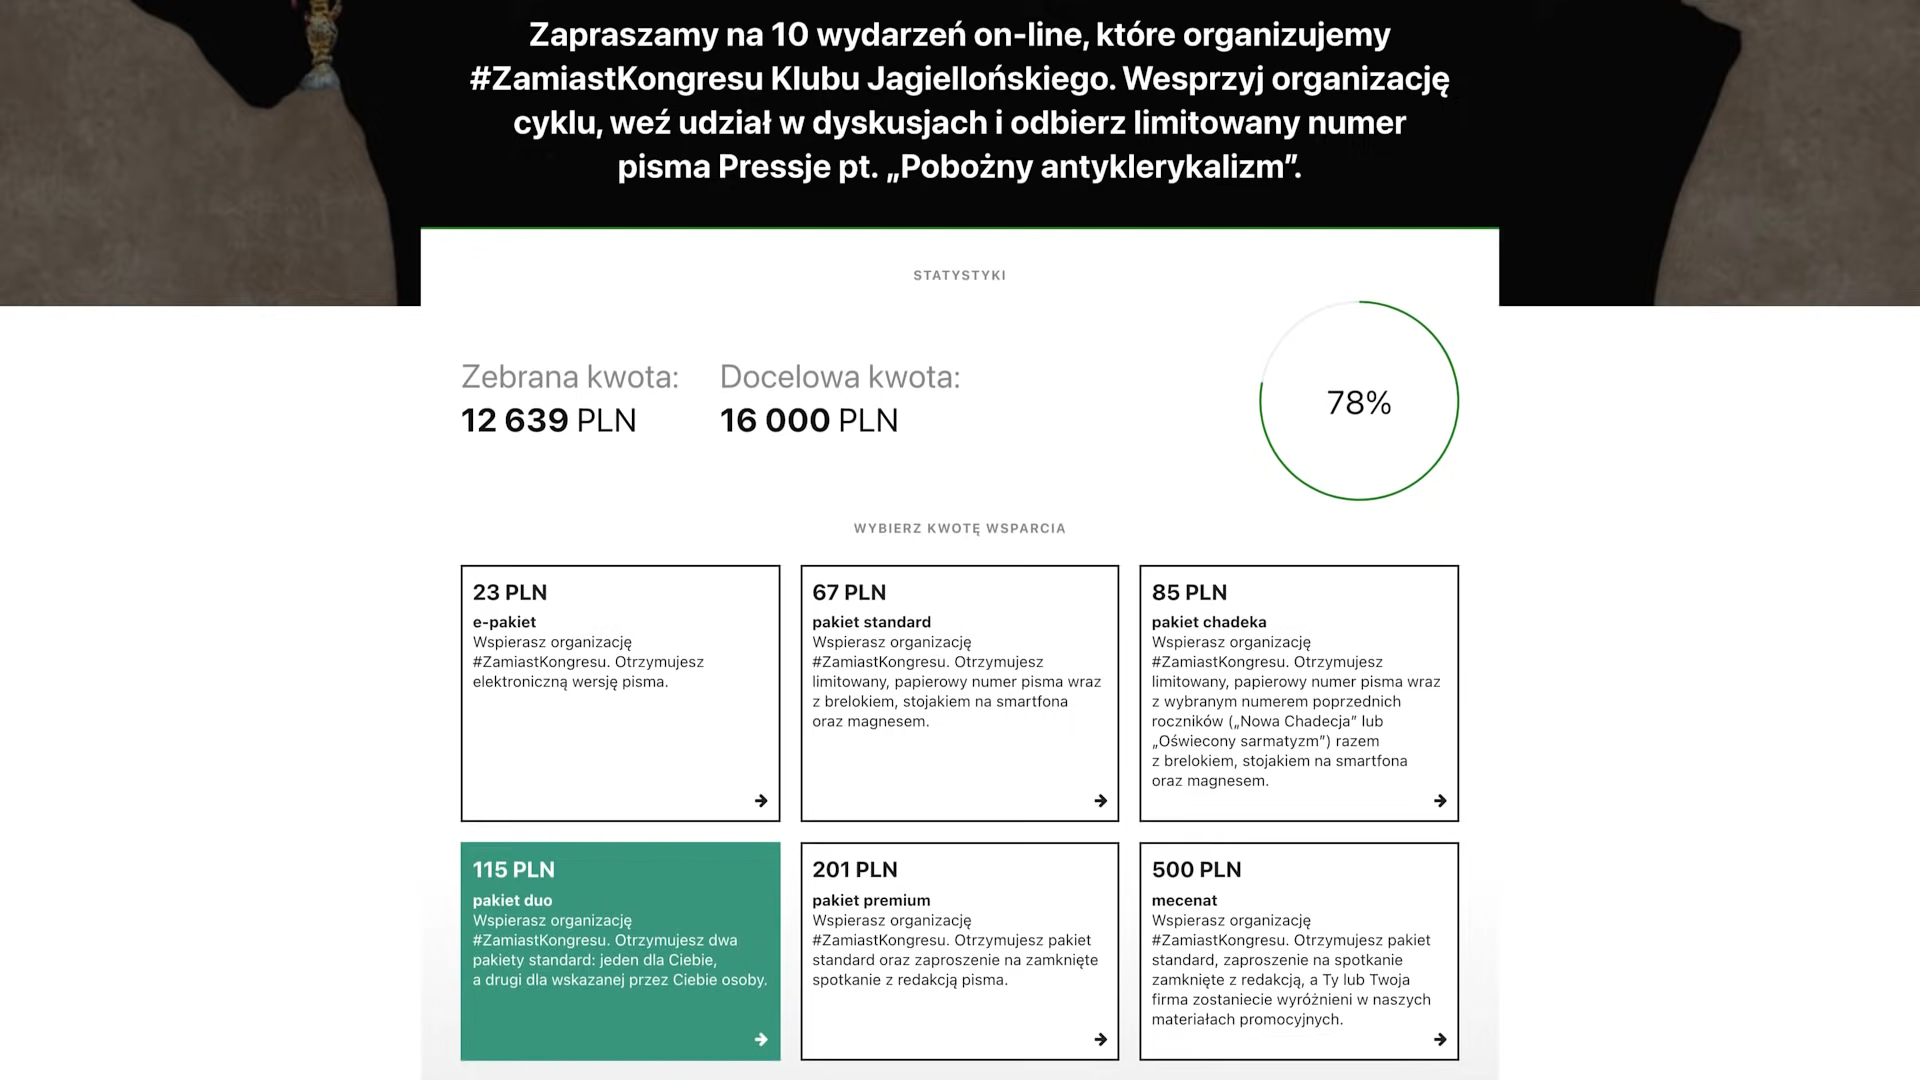 Zapraszamy na 10 wydarzeń on-line, które organizujemy
#ZamiastKongresu Klubu Jagiellońskiego. Wesprzyj organizację
cyklu, weź udział w dyskusjach i odbierz limitowany numer
pisma Pressje pt. „Pobożny antyklerykalizm”.
STATYSTYKI
Zebrana kwota:
12 639 PLN
Docelowa kwota:
16 000 PLN
78%
WYBIERZ KWOTĘ WSPARCIA
23 PLN
e-pakiet
Wspierasz organizację
#ZamiastKongresu. Otrzymujesz
elektroniczną wersję pisma.
67 PLN
pakiet standard
Wspierasz organizację
#ZamiastKongresu. Otrzymujesz
limitowany, papierowy numer pisma wraz
z brelokiem, stojakiem na smartfona
oraz magnesem.
85 PLN
pakiet chadeka
Wspierasz organizację
#ZamiastKongresu. Otrzymujesz
limitowany, papierowy numer pisma wraz
z wybranym numerem poprzednich
roczników („Nowa Chadecja” lub
„Oświecony sarmatyzm”) razem
z brelokiem, stojakiem na smartfona
oraz magnesem.
115 PLN
pakiet duo
Wspierasz organizację
#ZamiastKongresu. Otrzymujesz dwa
pakiety standard: jeden dla Ciebie,
a drugi dla wskazanej przez Ciebie osoby.
201 PLN
pakiet premium
Wspierasz organizację
#ZamiastKongresu. Otrzymujesz pakiet
standard oraz zaproszenie na zamknięte
spotkanie z redakcją pisma.
500 PLN
mecenat
Wspierasz organizację
#ZamiastKongresu. Otrzymujesz pakiet
standard, zaproszenie na spotkanie
zamknięte z redakcją, a Ty lub Twoja
firma zostaniecie wyróżnieni w naszych
materiałach promocyjnych.